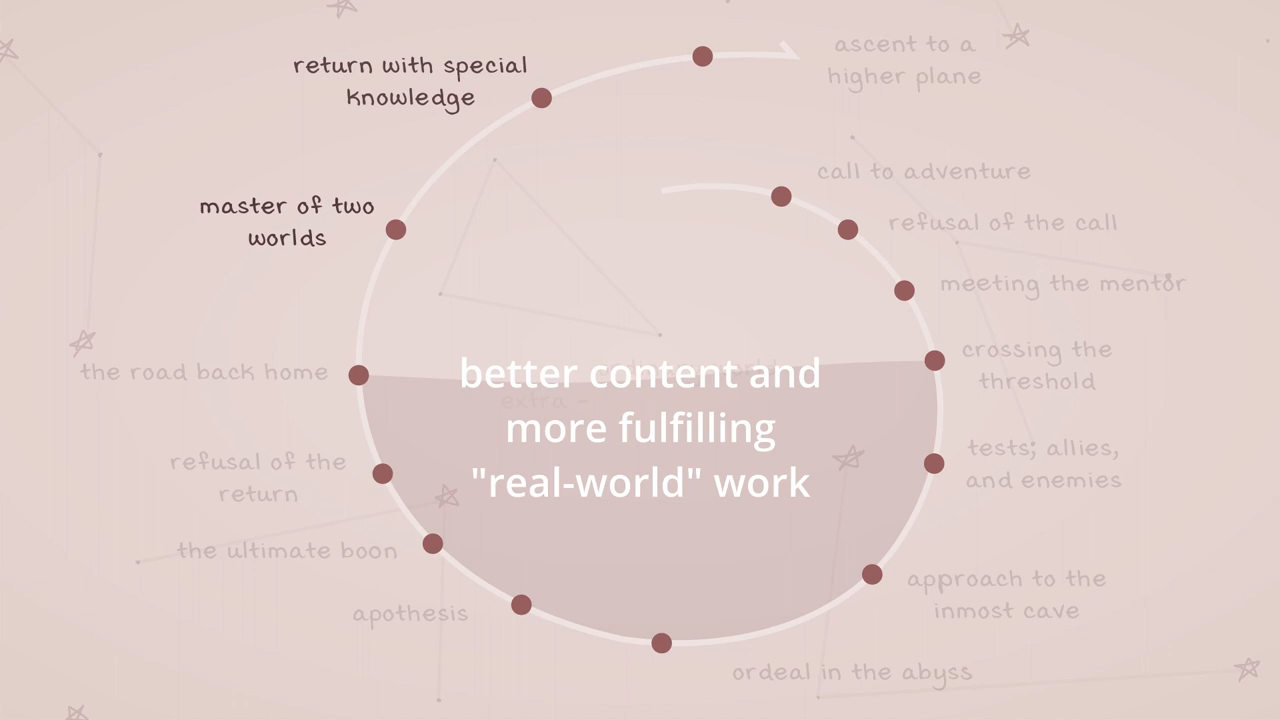 ascent to a
higher plane
return with special
knowledge
call to adventure
master of two
worlds
refusal of the call
meeting the mentor
crossing the
threshold
the road back home
better content and
extra -
more fulfilling
"real-world" work
tests; allies,
and enemies
refusal of the
return
the ultimate boon
approach to the
inmost cave
apothesis
ordeal in the abyss